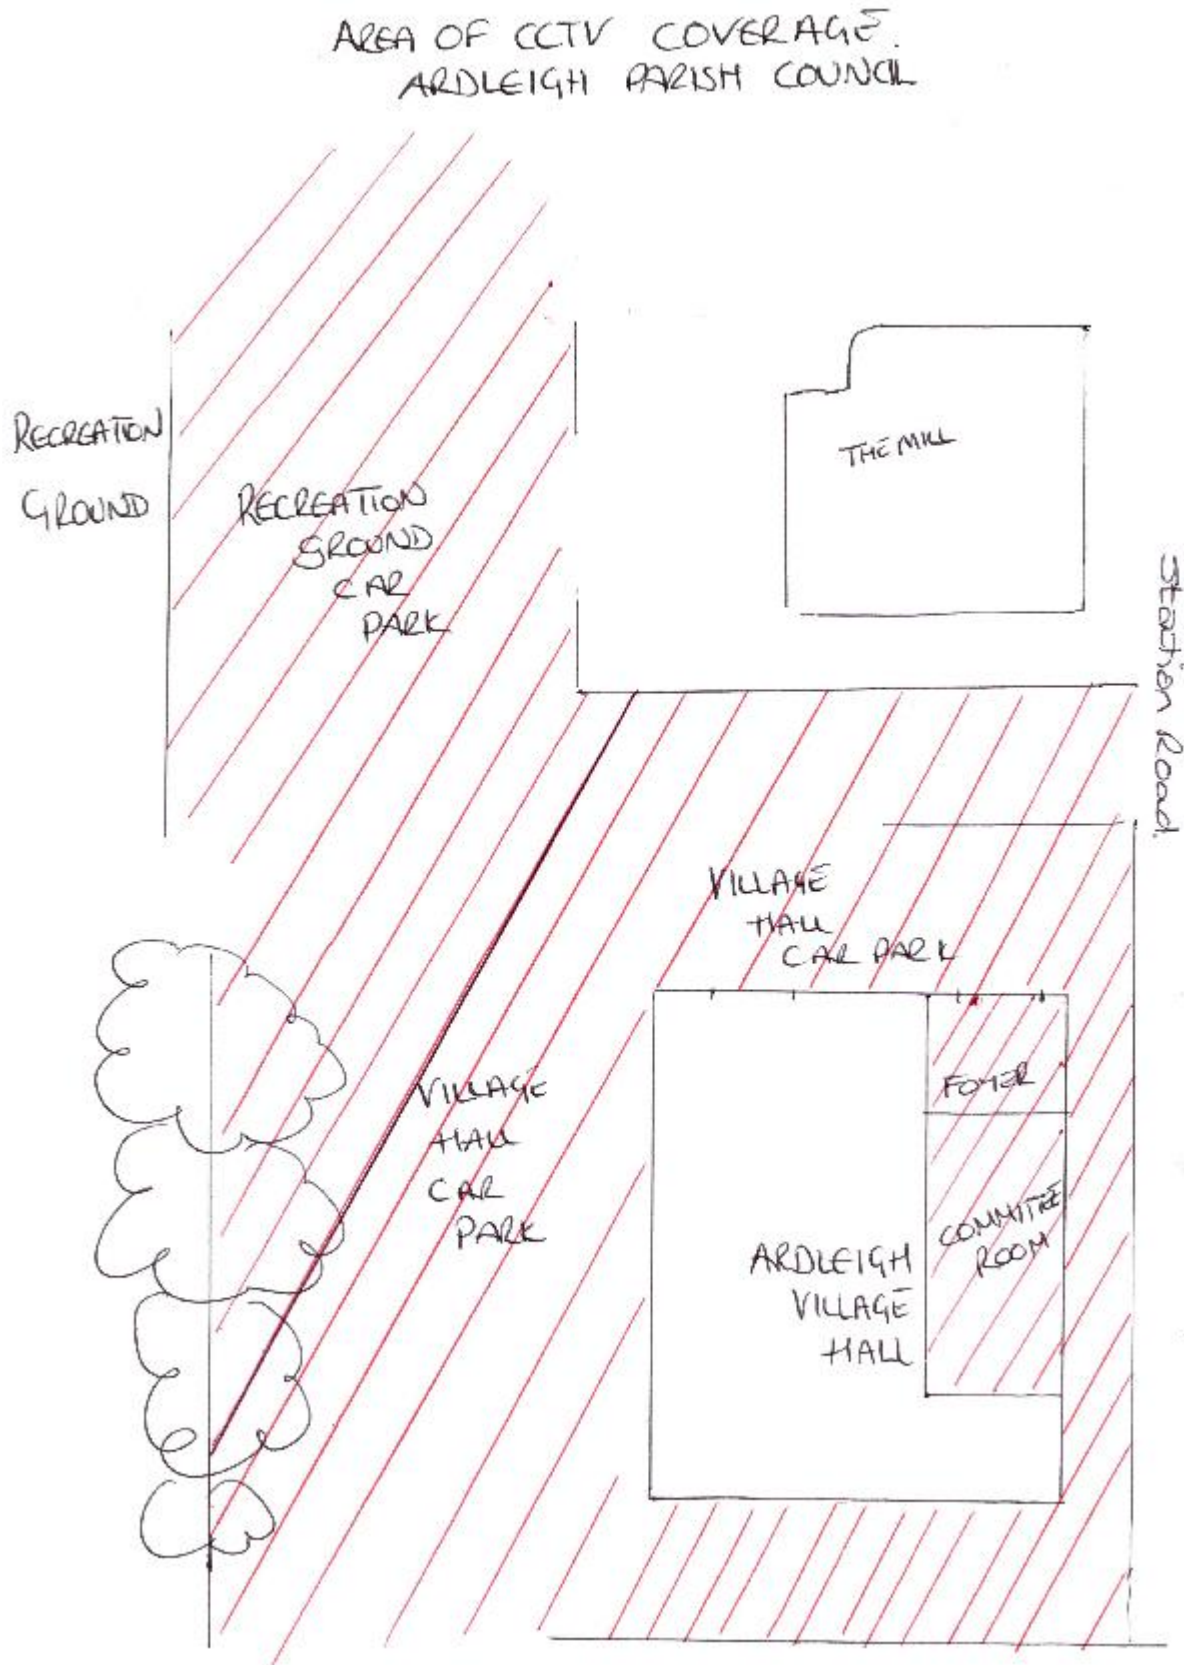 AREA OF CCTV COVERAGE.
ARDLEIGH PARISH COUNCIL
RECREATION
GROUND
RECREATION
GROUND
CAR
PARK
THE MILL
Station Road.
VILLAGE
HALL
CAR PARK
VILLAGE
HALL
CAR
PARK
FOYER
COMMITTEE
ROOM
ARDLEIGH
VILLAGE
HALL